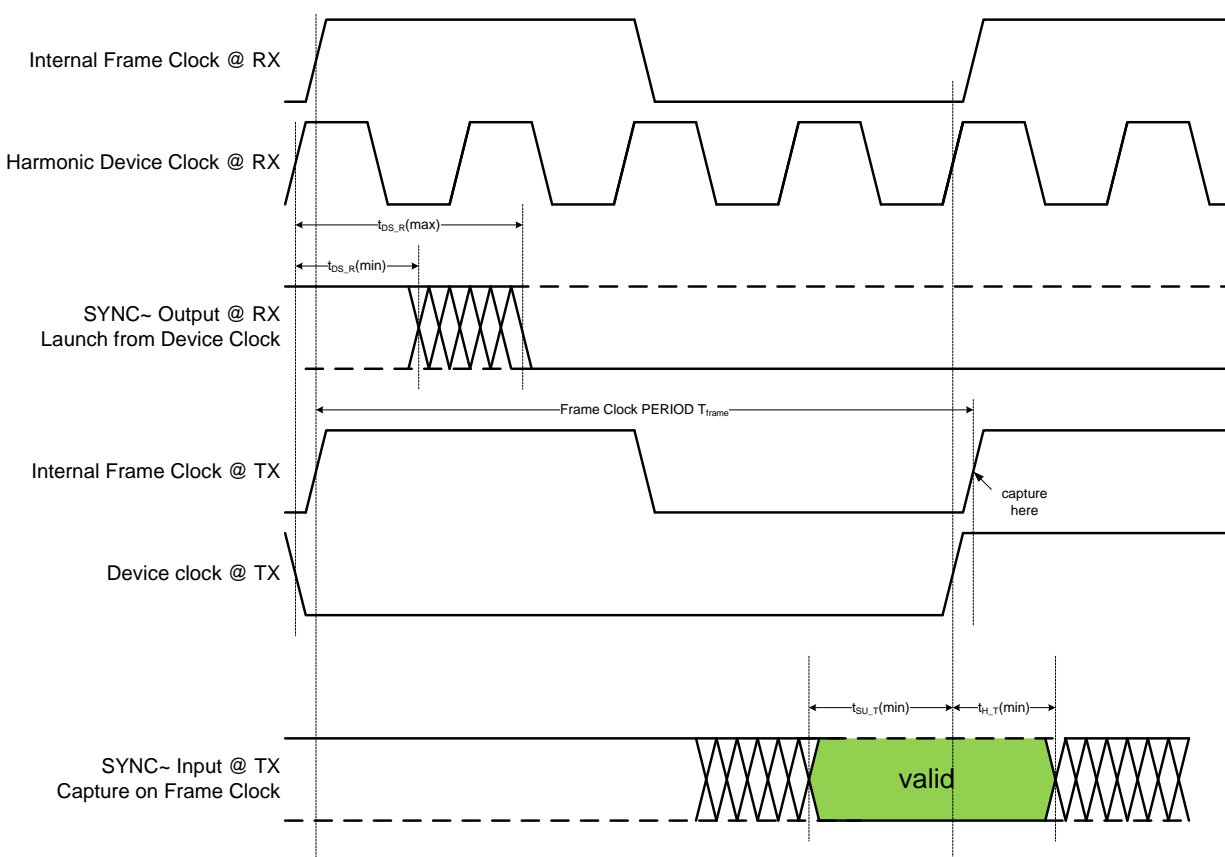 Internal Frame Clock @ RX
Harmonic Device Clock @ RX
tDS_R(max)
tDS_R(min)
SYNC~ Output @ RX
Launch from Device Clock
Frame Clock PERIOD Tframe
Internal Frame Clock @ TX
capture
here
Device clock @ TX
tSU_T(min)
tH_T(min)
SYNC~ Input @ TX
Capture on Frame Clock
valid